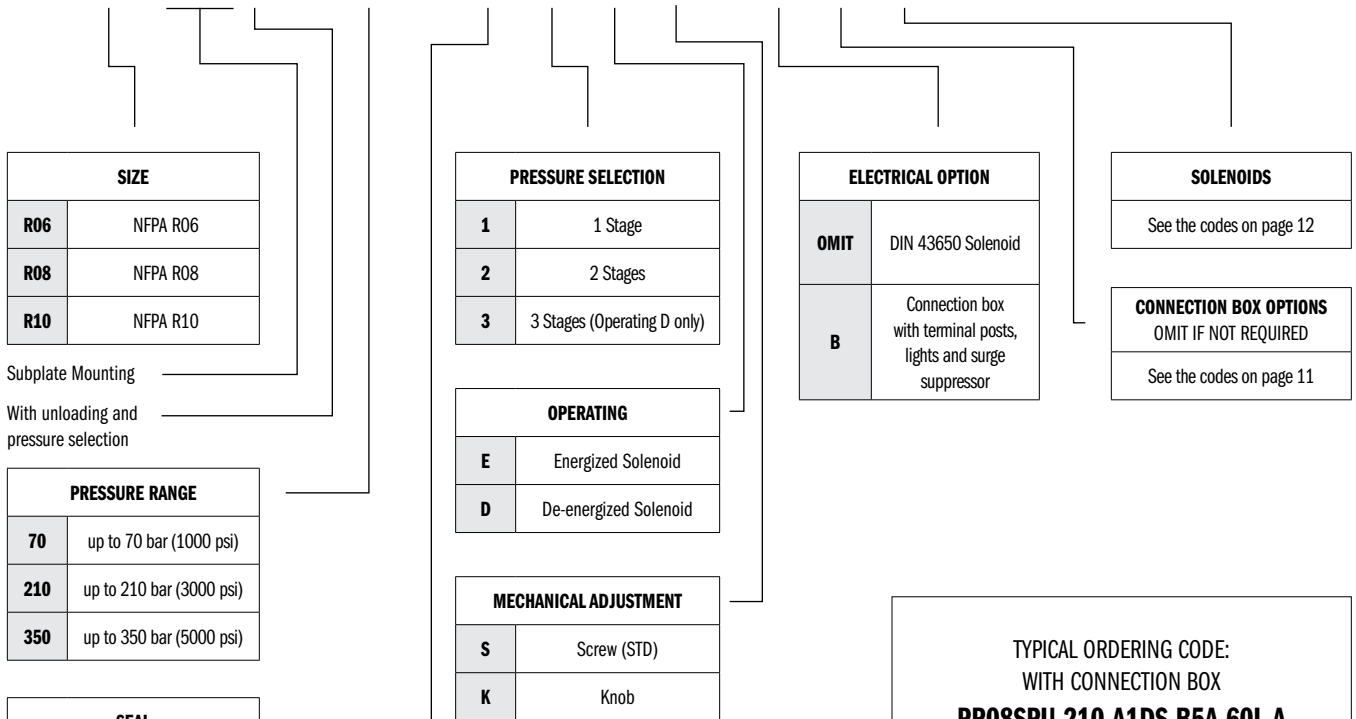 SIZE
R06 NFPA R06
R08 NFPA R08
R10 NFPA R10
Subplate Mounting
With unloading and
pressure selection
PRESSURE RANGE
70 up to 70 bar (1000 psi)
210 up to 210 bar (3000 psi)
350 up to 350 bar (5000 psi)
SEAL
PRESSURE SELECTION
1 1 Stage
2 2 Stages
3 3 Stages (Operating D only)
OPERATING
E Energized Solenoid
D De-energized Solenoid
MECHANICAL ADJUSTMENT
S Screw (STD)
K Knob
ELECTRICAL OPTION
OMIT DIN 43650 Solenoid
B Connection box
with terminal posts,
lights and surge
suppressor
SOLENOIDS
See the codes on page 12
CONNECTION BOX OPTIONS
OMIT IF NOT REQUIRED
See the codes on page 11
TYPICAL ORDERING CODE:
WITH CONNECTION BOX